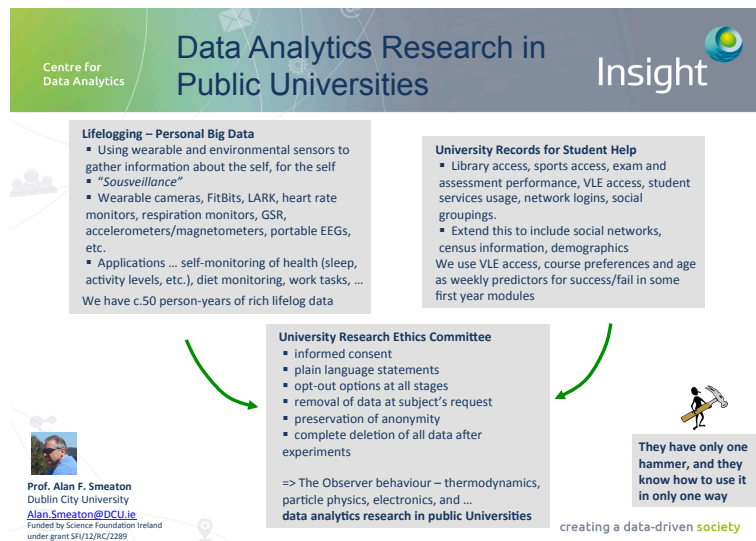 Centre for
Data Analytics
Data Analytics Research in
Public Universities
Insight
Lifelogging – Personal Big Data
▪ Using wearable and environmental sensors to
gather information about the self, for the self
▪ "Sousveillance"
▪ Wearable cameras, FitBits, LARK, heart rate
monitors, respiration monitors, GSR,
accelerometers/magnetometers, portable EEGs,
etc.
▪ Applications ... self-monitoring of health (sleep,
activity levels, etc.), diet monitoring, work tasks, ...
We have c.50 person-years of rich lifelog data
University Records for Student Help
▪ Library access, sports access, exam and
assessment performance, VLE access, student
services usage, network logins, social
groupings.
▪ Extend this to include social networks,
census information, demographics
We use VLE access, course preferences and age
as weekly predictors for success/fail in some
first year modules
University Research Ethics Committee
▪ informed consent
▪ plain language statements
▪ opt-out options at all stages
▪ removal of data at subject's request
▪ preservation of anonymity
▪ complete deletion of all data after
experiments
=> The Observer behaviour – thermodynamics,
particle physics, electronics, and ...
data analytics research in public Universities
They have only one
hammer, and they
know how to use it
in only one way
Prof. Alan F. Smeaton
Dublin City University
Alan.Smeaton@DCU.ie
Funded by Science Foundation Ireland
under grant SFI/12/RC/2289
creating a data-driven society